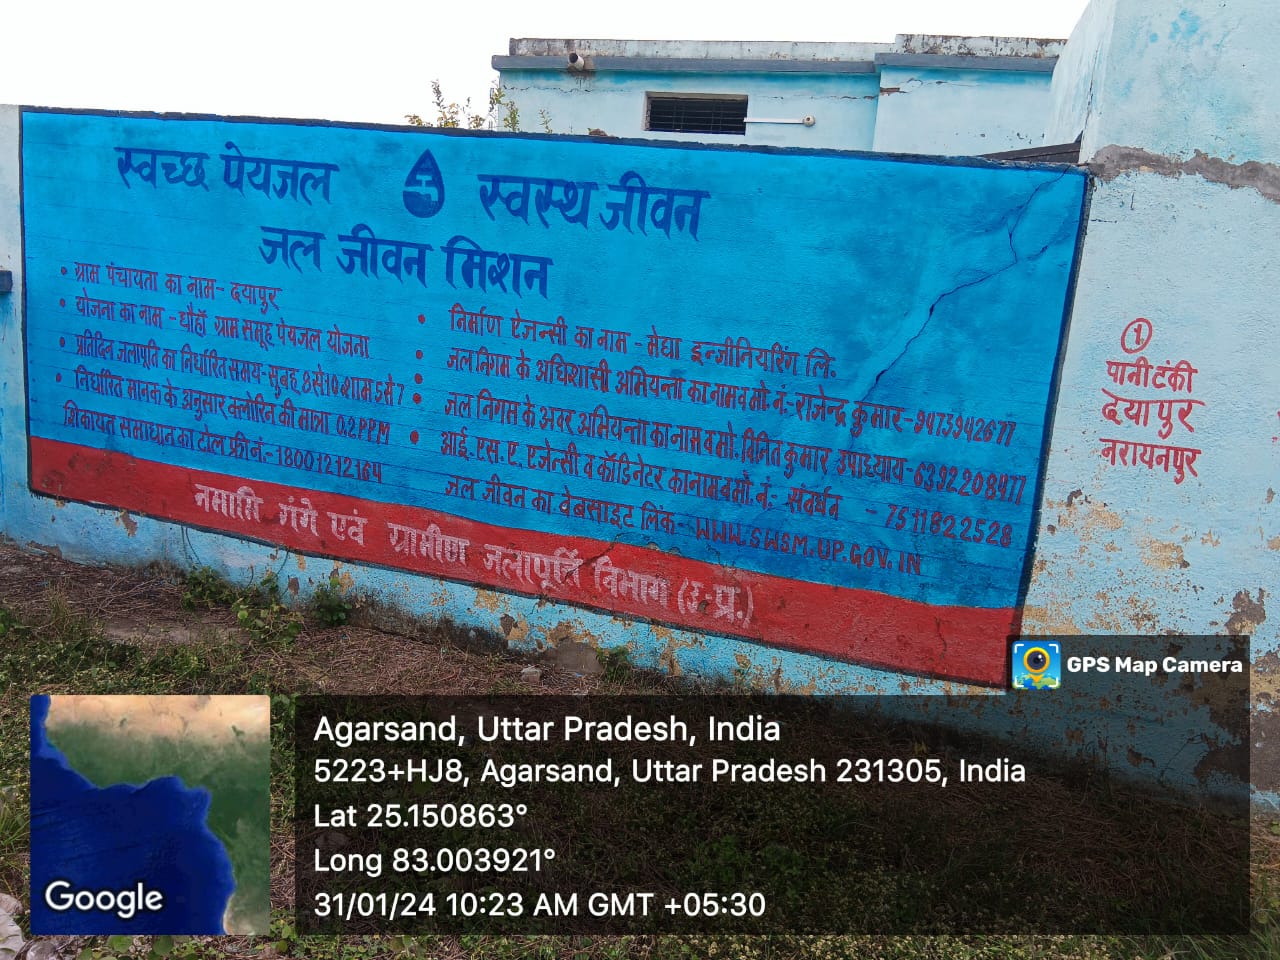 स्वच्छ पेयजल स्वस्थ जीवन
जल जीवन मिशन
• ग्राम पंचायता का नाम- दयापुर
• योजना का नाम - धौहाँ ग्राम समूह पेयजल योजना
• प्रतिदिन जलापूर्ति का निर्धारित समय- सुबह 8 से 10 व शाम 5 से 7
• निर्धारित मानक के अनुसार क्लोरिन की मात्रा 0.2 PPM
शिकायत समाधान का टोल फ्री नं.- 18001212164
• निर्माण ऐजन्सी का नाम - मेघा इन्जीनियरिंग लि.
• जल निगम के अधिशासी अभियन्ता का नाम व मो. नं.- राजेन्द्र कुमार - 9473942677
• जल निगम के अवर अभियन्ता का नाम व मो. विनित कुमार उपाध्याय - 6392208477
• आई. एस. ए. एजेन्सी व कॉडिनेटर का नाम व मो. नं.- संवर्धन - 7511822528
जल जीवन का वेबसाइट लिंक- WWW.SWSM.UP.GOV.IN
नमामि गंगे एवं ग्रामीण जलापूर्ति विभाग (उ.प्र.)
1
पानी टंकी
दयापुर
नरायनपुर
GPS Map Camera
Agarsand, Uttar Pradesh, India
5223+HJ8, Agarsand, Uttar Pradesh 231305, India
Lat 25.150863°
Long 83.003921°
31/01/24 10:23 AM GMT +05:30
Google